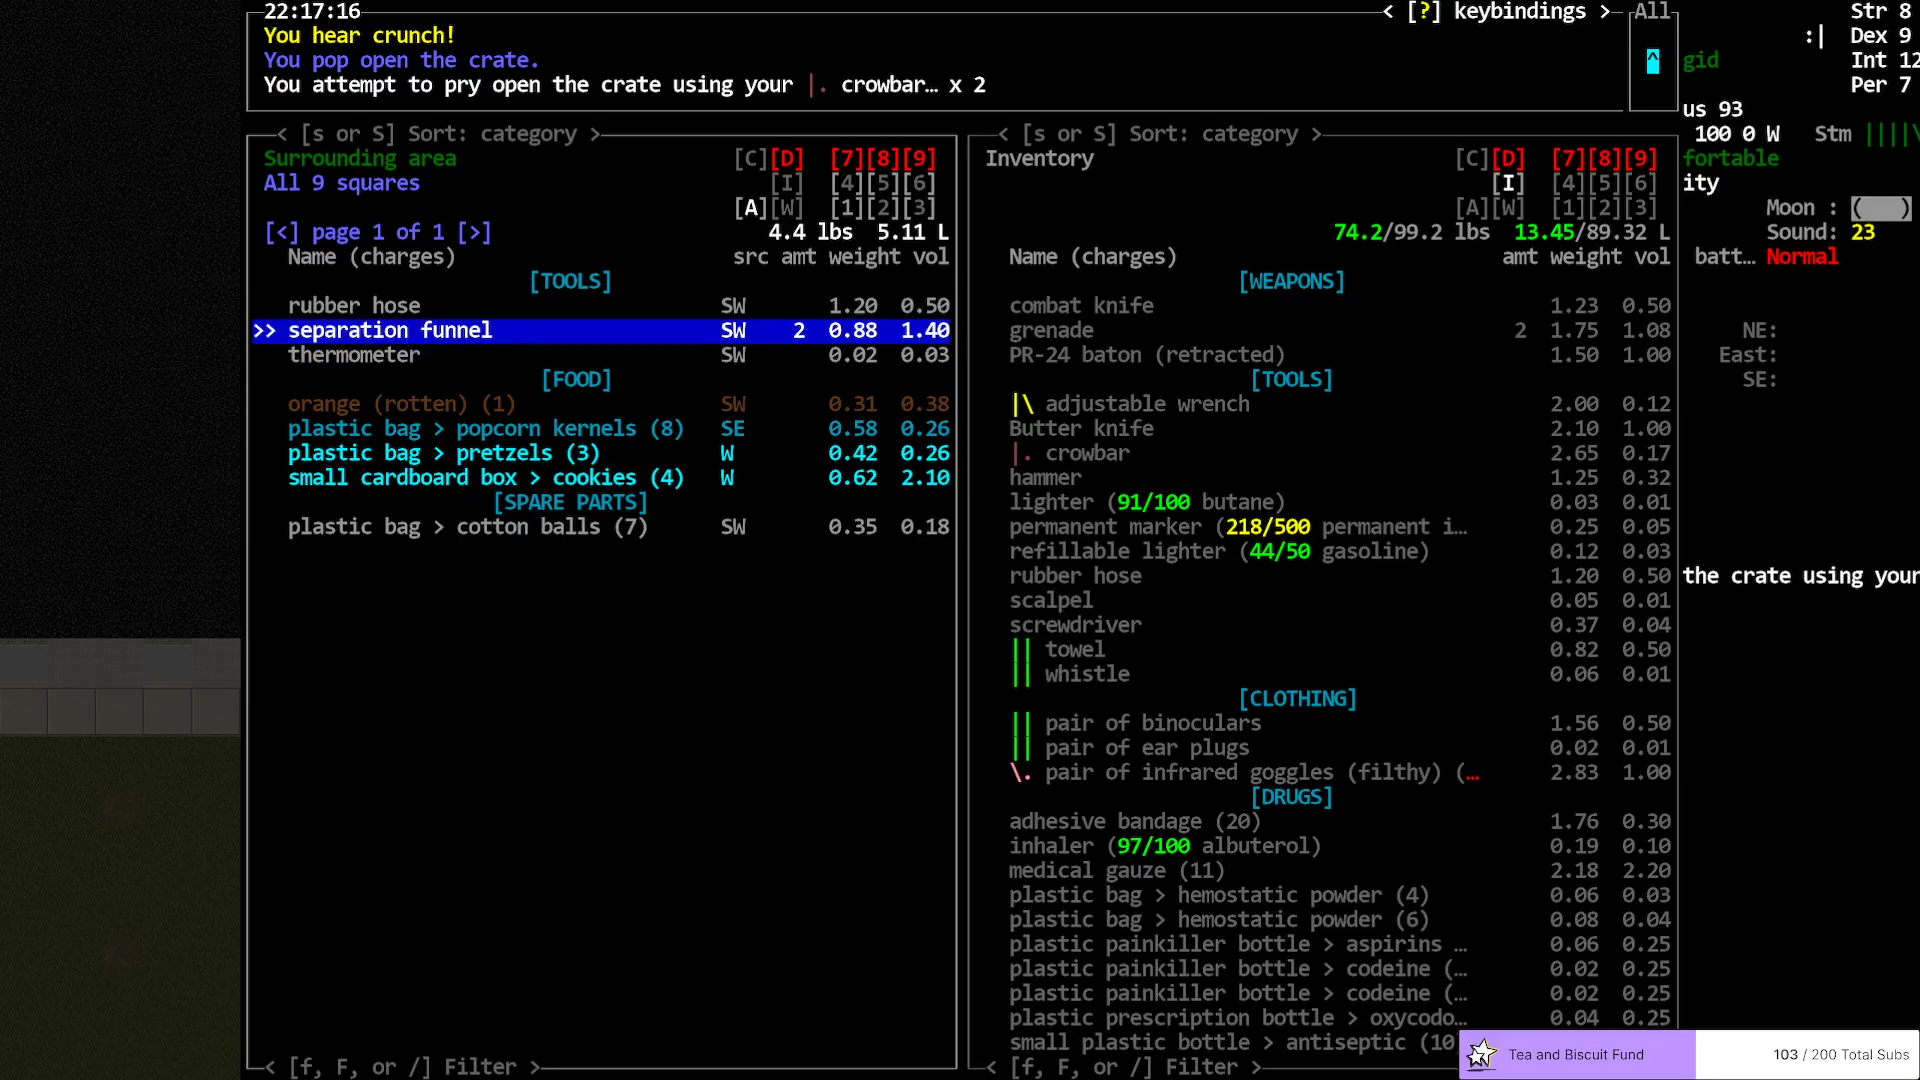 22:17:16
< [?] keybindings >
You hear crunch!
You pop open the crate.
You attempt to pry open the crate using your |. crowbar… x 2
All
^
:| 
gid
Str 8
Dex 9
Int 12
Per 7
us 93
100 0 W Stm ||||\
fortable
ity
Moon : (   )
Sound: 23
batt… Normal
NE:
East:
SE:
the crate using your
< [s or S] Sort: category >
Surrounding area [C][D] [7][8][9]
All 9 squares [I] [4][5][6]
[A][W] [1][2][3]
[<] page 1 of 1 [>] 4.4 lbs 5.11 L
Name (charges) src amt weight vol
[TOOLS]
rubber hose SW 1.20 0.50
>> separation funnel SW 2 0.88 1.40
thermometer SW 0.02 0.03
[FOOD]
orange (rotten) (1) SW 0.31 0.38
plastic bag > popcorn kernels (8) SE 0.58 0.26
plastic bag > pretzels (3) W 0.42 0.26
small cardboard box > cookies (4) W 0.62 2.10
[SPARE PARTS]
plastic bag > cotton balls (7) SW 0.35 0.18
< [f, F, or /] Filter >
< [s or S] Sort: category >
Inventory [C][D] [7][8][9]
[I] [4][5][6]
[A][W] [1][2][3]
74.2/99.2 lbs 13.45/89.32 L
Name (charges) amt weight vol
[WEAPONS]
combat knife 1.23 0.50
grenade 2 1.75 1.08
PR-24 baton (retracted) 1.50 1.00
[TOOLS]
|\ adjustable wrench 2.00 0.12
Butter knife 2.10 1.00
|. crowbar 2.65 0.17
hammer 1.25 0.32
lighter (91/100 butane) 0.03 0.01
permanent marker (218/500 permanent i… 0.25 0.05
refillable lighter (44/50 gasoline) 0.12 0.03
rubber hose 1.20 0.50
scalpel 0.05 0.01
screwdriver 0.37 0.04
|| towel 0.82 0.50
|| whistle 0.06 0.01
[CLOTHING]
|| pair of binoculars 1.56 0.50
|| pair of ear plugs 0.02 0.01
\. pair of infrared goggles (filthy) (… 2.83 1.00
[DRUGS]
adhesive bandage (20) 1.76 0.30
inhaler (97/100 albuterol) 0.19 0.10
medical gauze (11) 2.18 2.20
plastic bag > hemostatic powder (4) 0.06 0.03
plastic bag > hemostatic powder (6) 0.08 0.04
plastic painkiller bottle > aspirins … 0.06 0.25
plastic painkiller bottle > codeine (… 0.02 0.25
plastic painkiller bottle > codeine (… 0.02 0.25
plastic prescription bottle > oxycodo… 0.04 0.25
small plastic bottle > antiseptic (10
< [f, F, or /] Filter >
Tea and Biscuit Fund
103 / 200 Total Subs